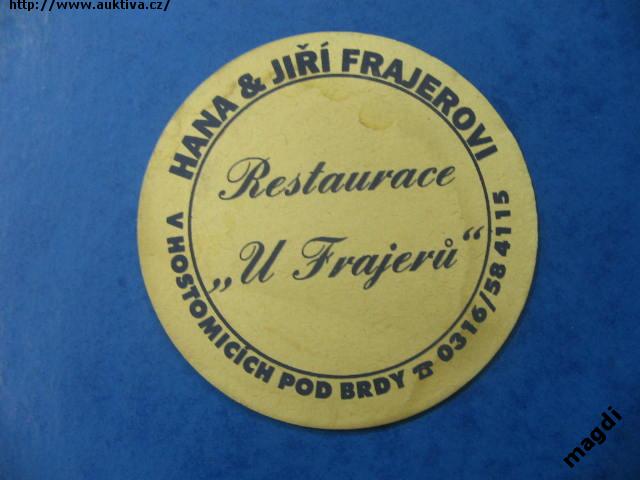 http://www.auktiva.cz/
HANA & JIŘÍ FRAJEROVI
Restaurace
„U Frajerů“
V HOSTOMICÍCH POD BRDY ☎ 0316/58 4115
magdi